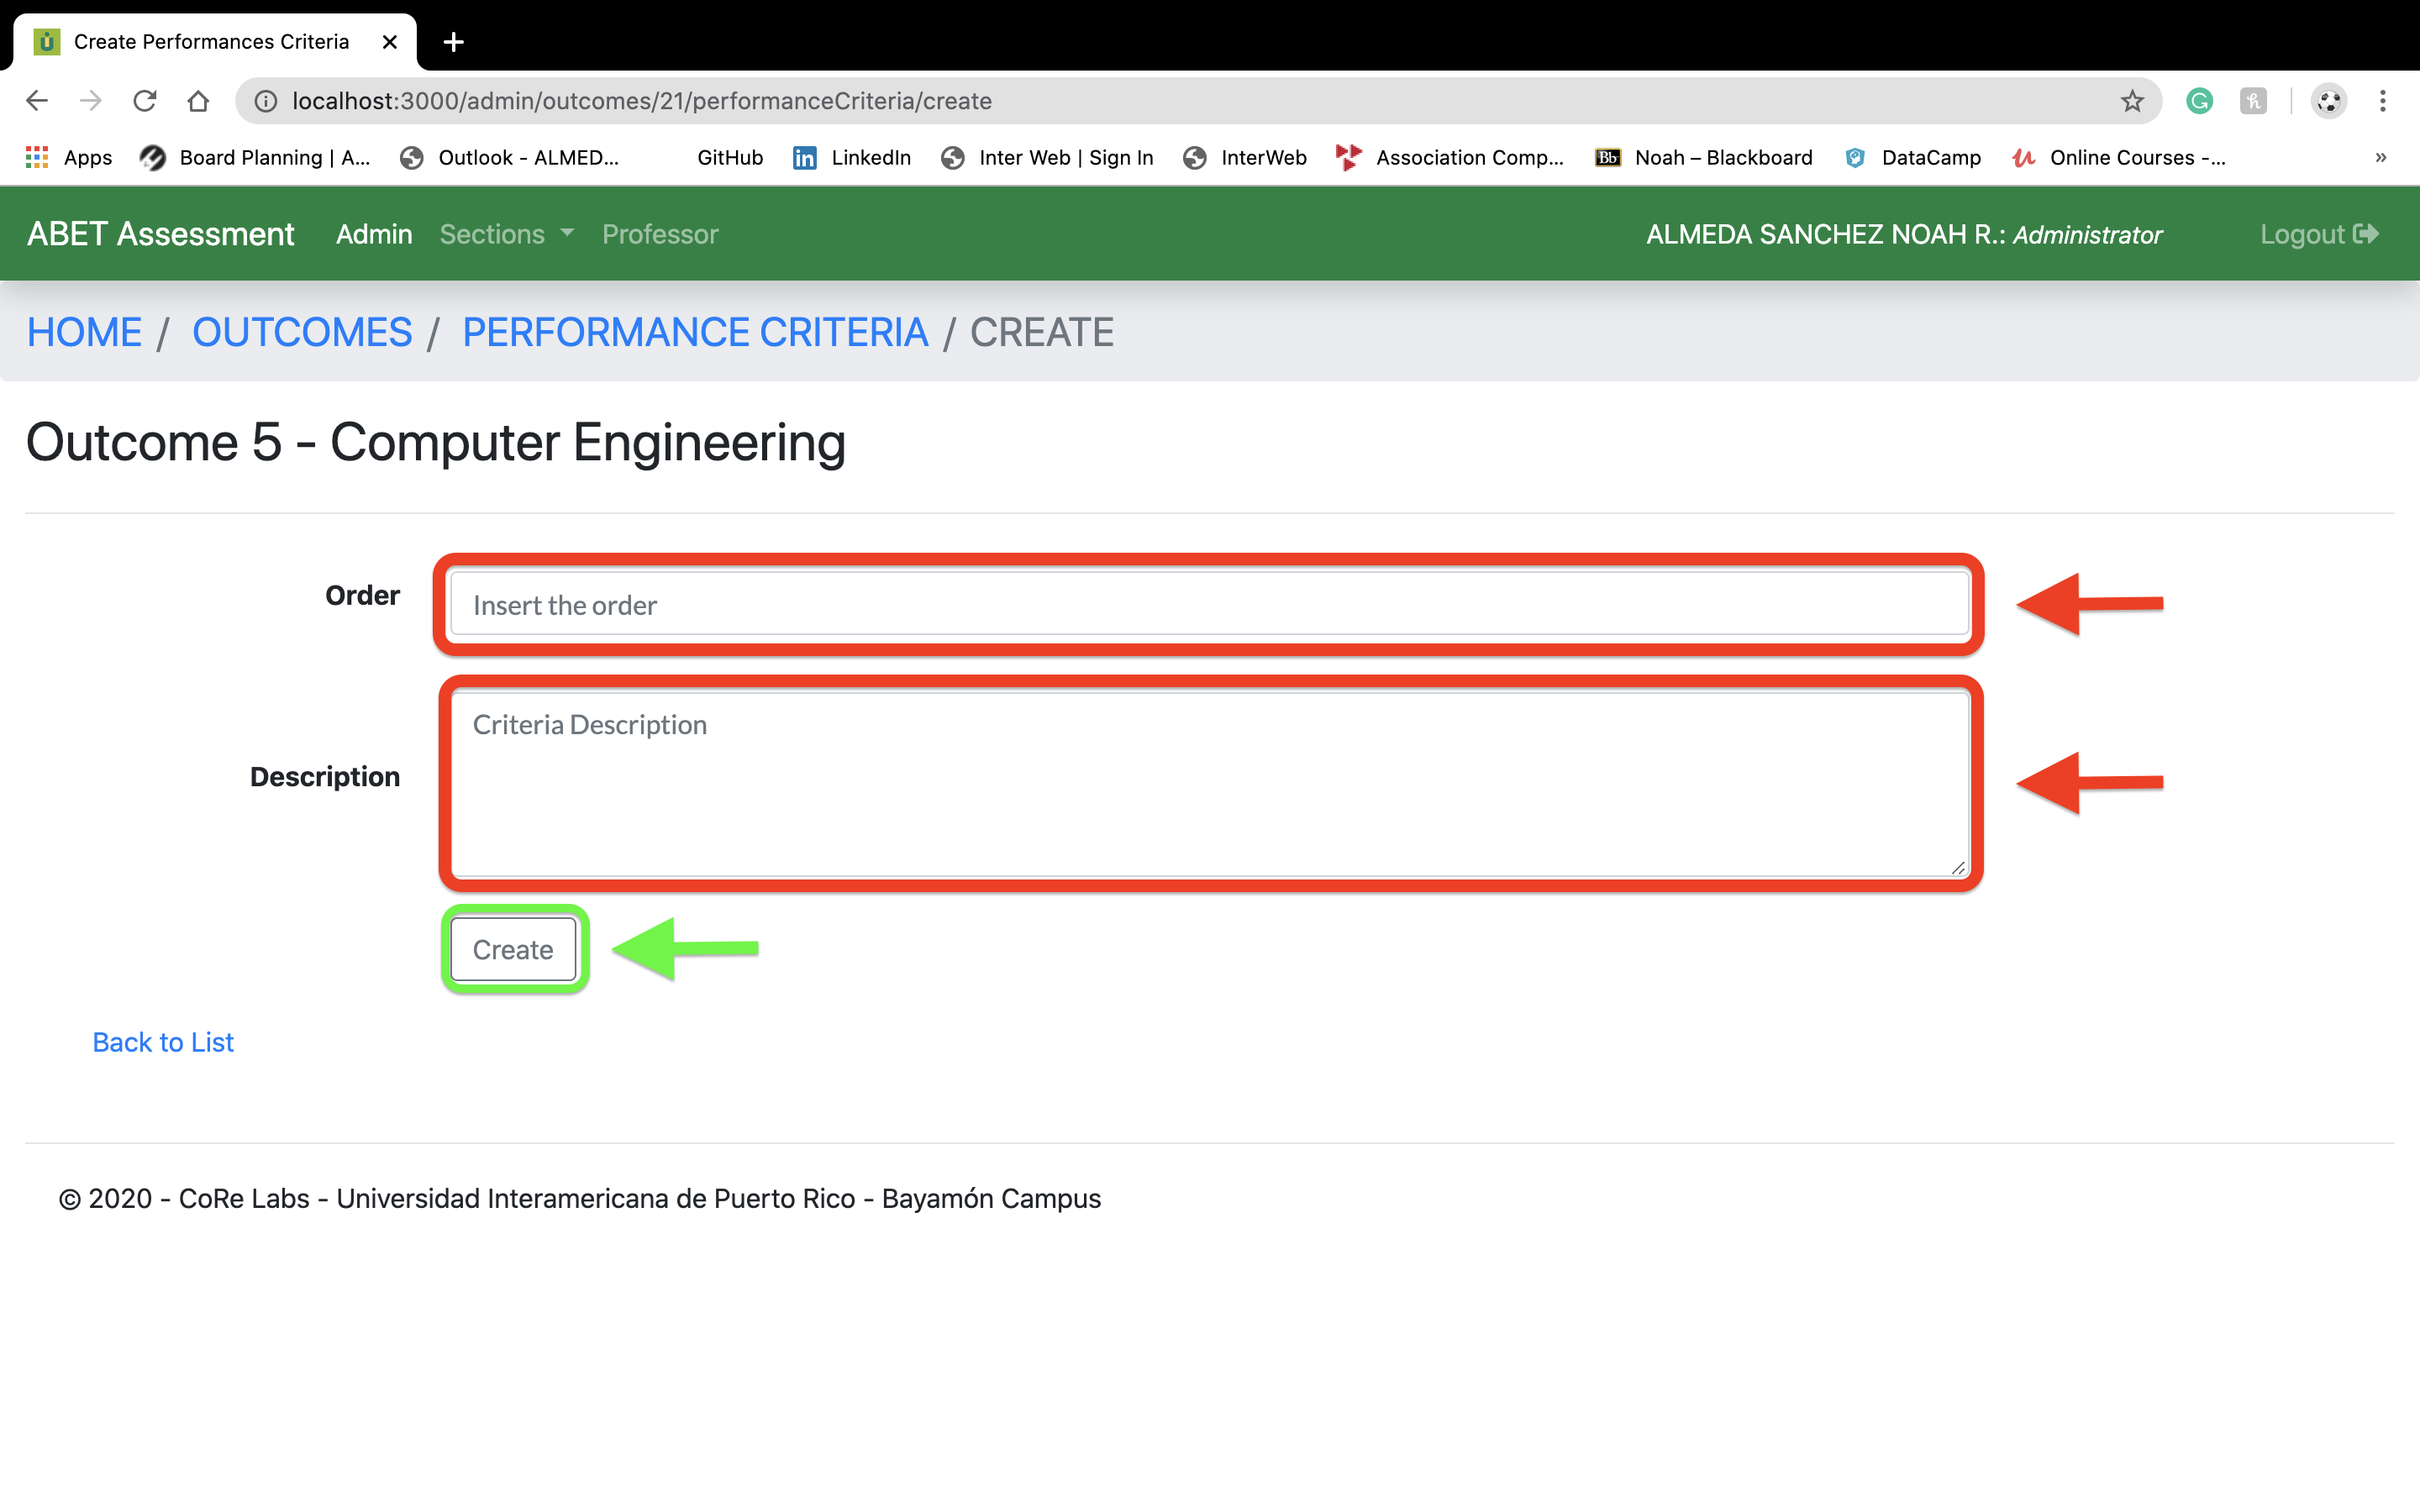 Create Performances Criteria
localhost:3000/admin/outcomes/21/performanceCriteria/create
Apps Board Planning | A... Outlook - ALMED... GitHub LinkedIn Inter Web | Sign In InterWeb Association Comp... Noah – Blackboard DataCamp Online Courses -... »
ABET Assessment Admin Sections Professor ALMEDA SANCHEZ NOAH R.: Administrator Logout
HOME / OUTCOMES / PERFORMANCE CRITERIA / CREATE
Outcome 5 - Computer Engineering
Order Insert the order
Criteria Description
Description
Create
Back to List
© 2020 - CoRe Labs - Universidad Interamericana de Puerto Rico - Bayamón Campus